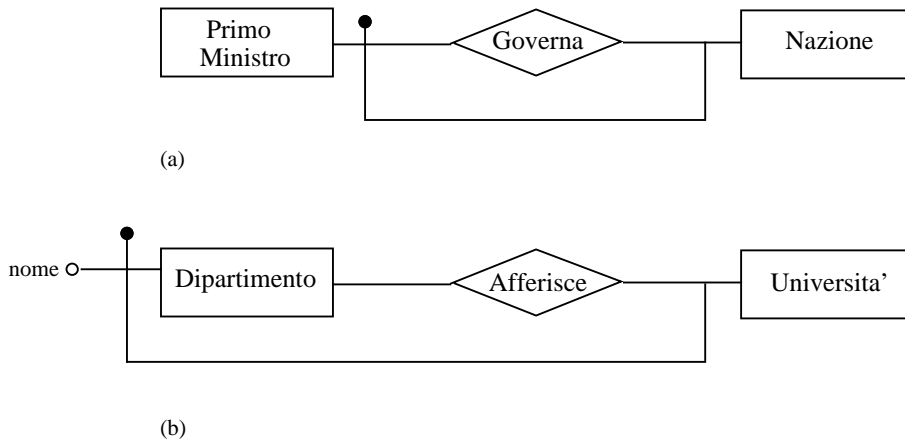 Primo
Ministro
Governa
Nazione
(a)
nome
Dipartimento
Afferisce
Universita’
(b)